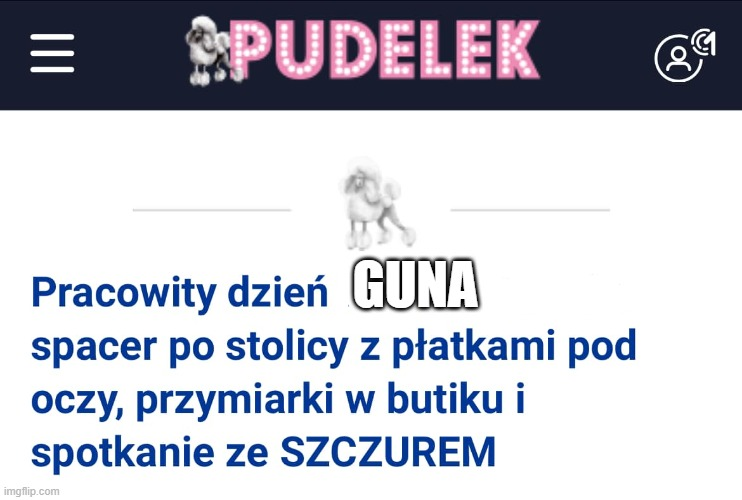 PUDELEK
Pracowity dzień GUNA
spacer po stolicy z płatkami pod
oczy, przymiarki w butiku i
spotkanie ze SZCZUREM
imgflip.com